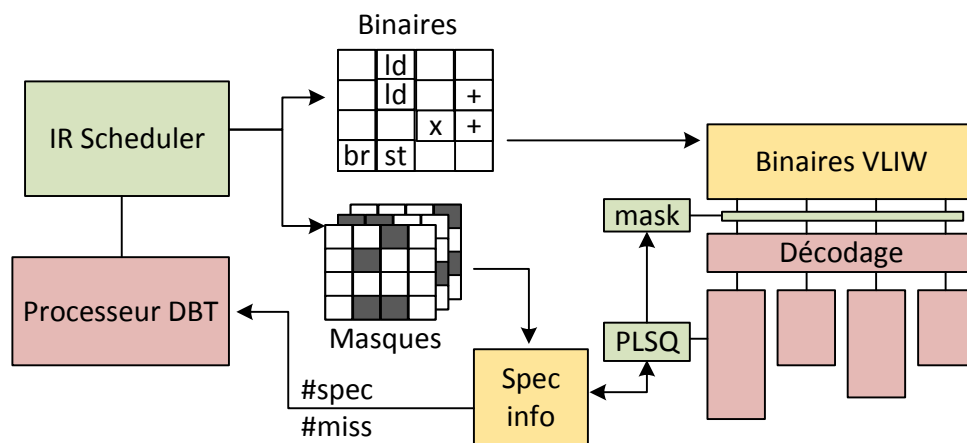 Binaires
ld
ld +
x +
br st
IR Scheduler
Binaires VLIW
mask
Décodage
Processeur DBT
Masques
PLSQ
Spec
info
#spec
#miss